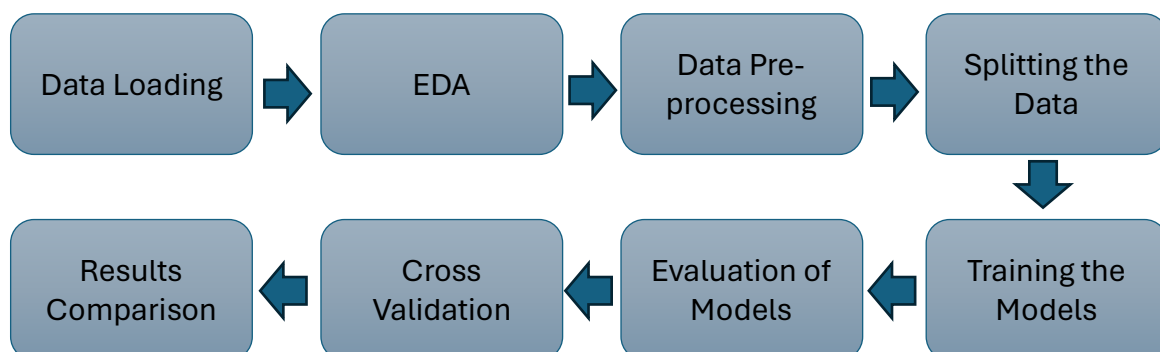 Data Loading
EDA
Data Pre-
processing
Splitting the
Data
Training the
Models
Evaluation of
Models
Cross
Validation
Results
Comparison